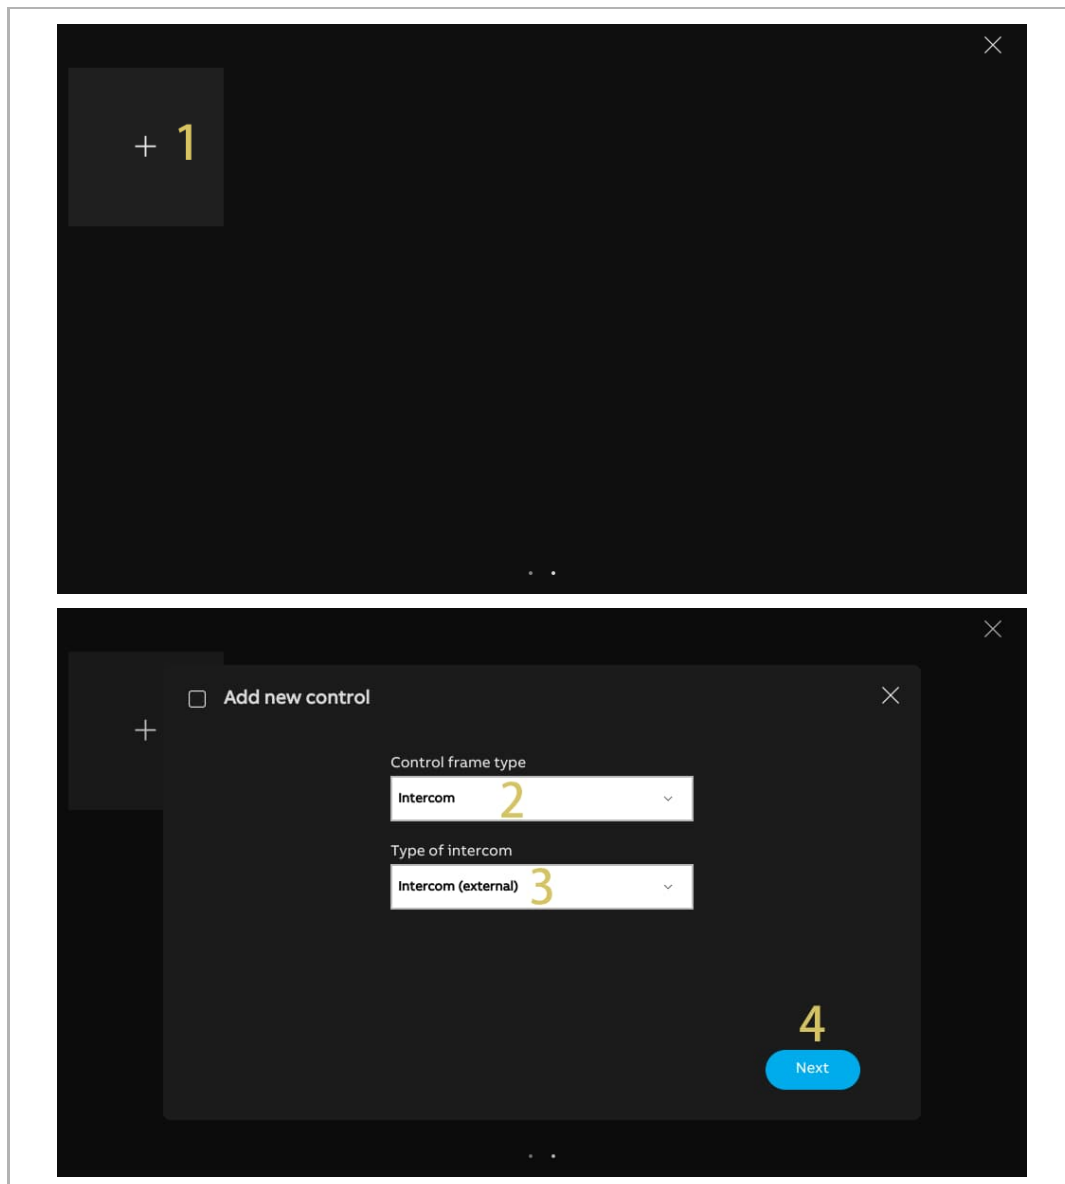 + 1
Add new control
+
Control frame type
Intercom 2
Type of intercom
Intercom (external) 3
4
Next